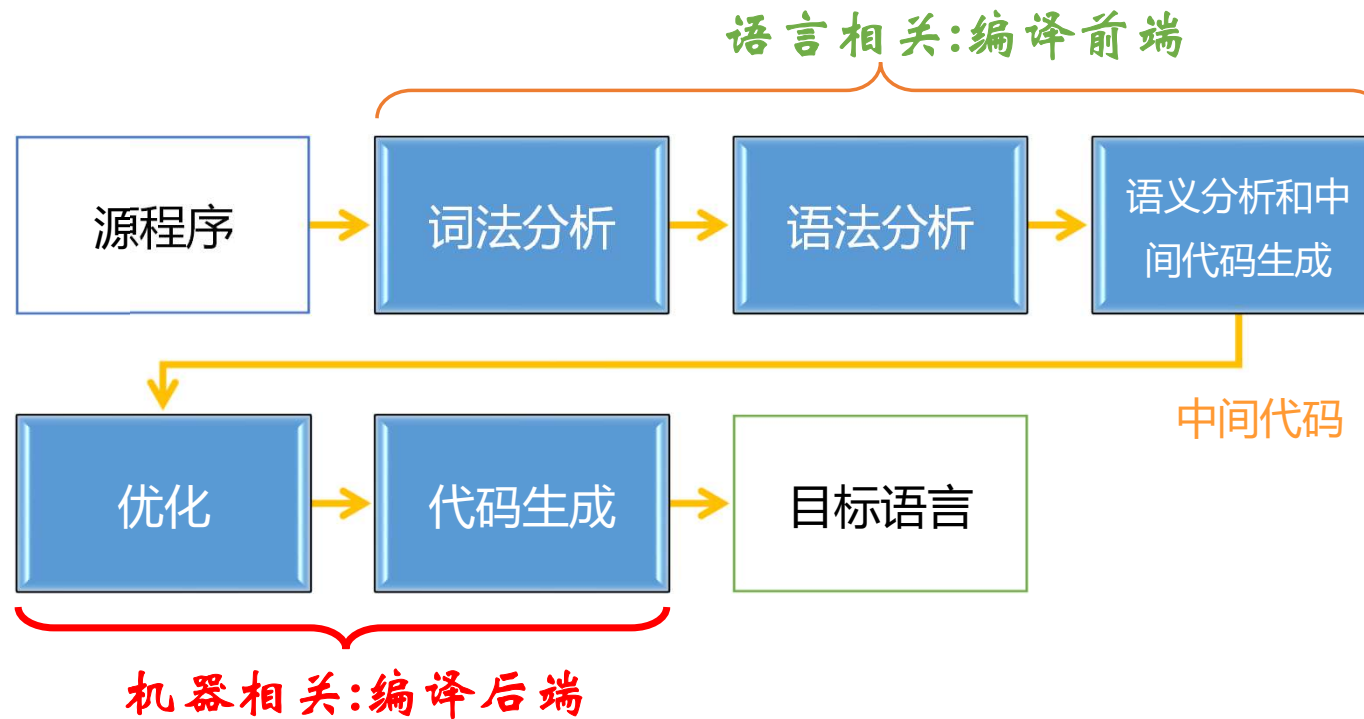 语言相关:编译前端
源程序
词法分析
语法分析
语义分析和中
间代码生成
中间代码
优化
代码生成
目标语言
机器相关:编译后端